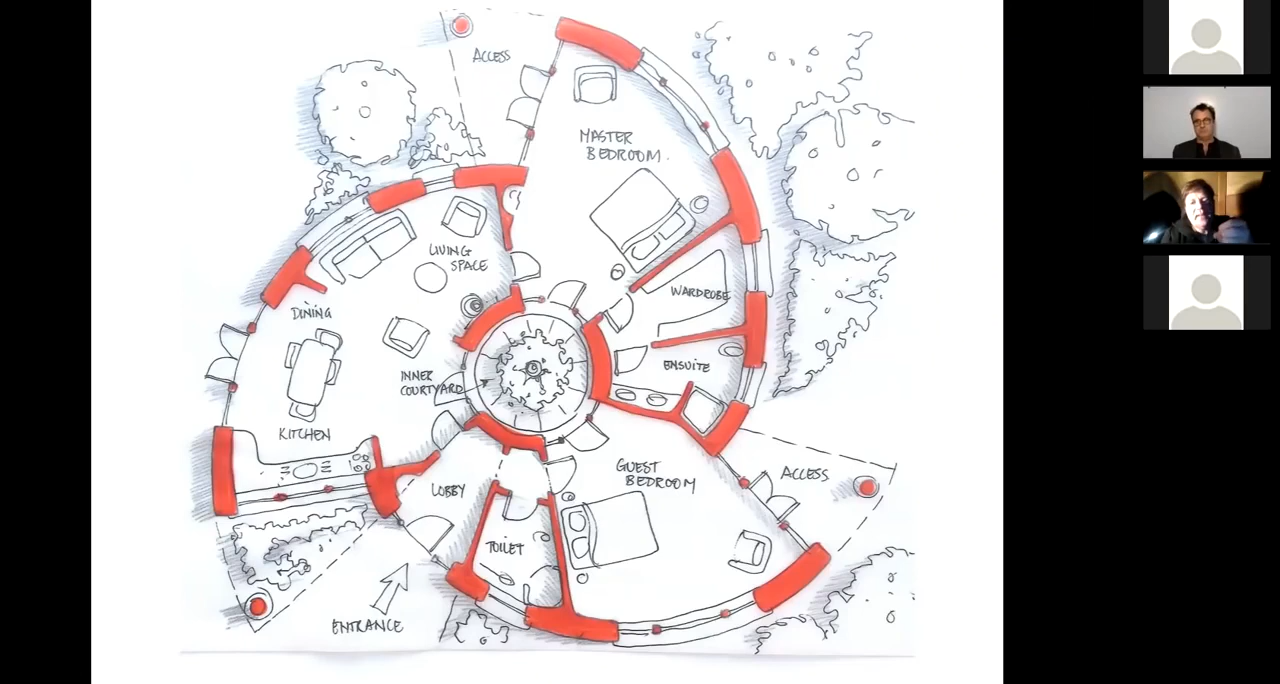 ACCESS
MASTER
BEDROOM.
LIVING
SPACE
WARDROBE
DINING
ENSUITE
INNER
COURTYARD
KITCHEN
GUEST
BEDROOM
ACCESS
LOBBY
TOILET
ENTRANCE